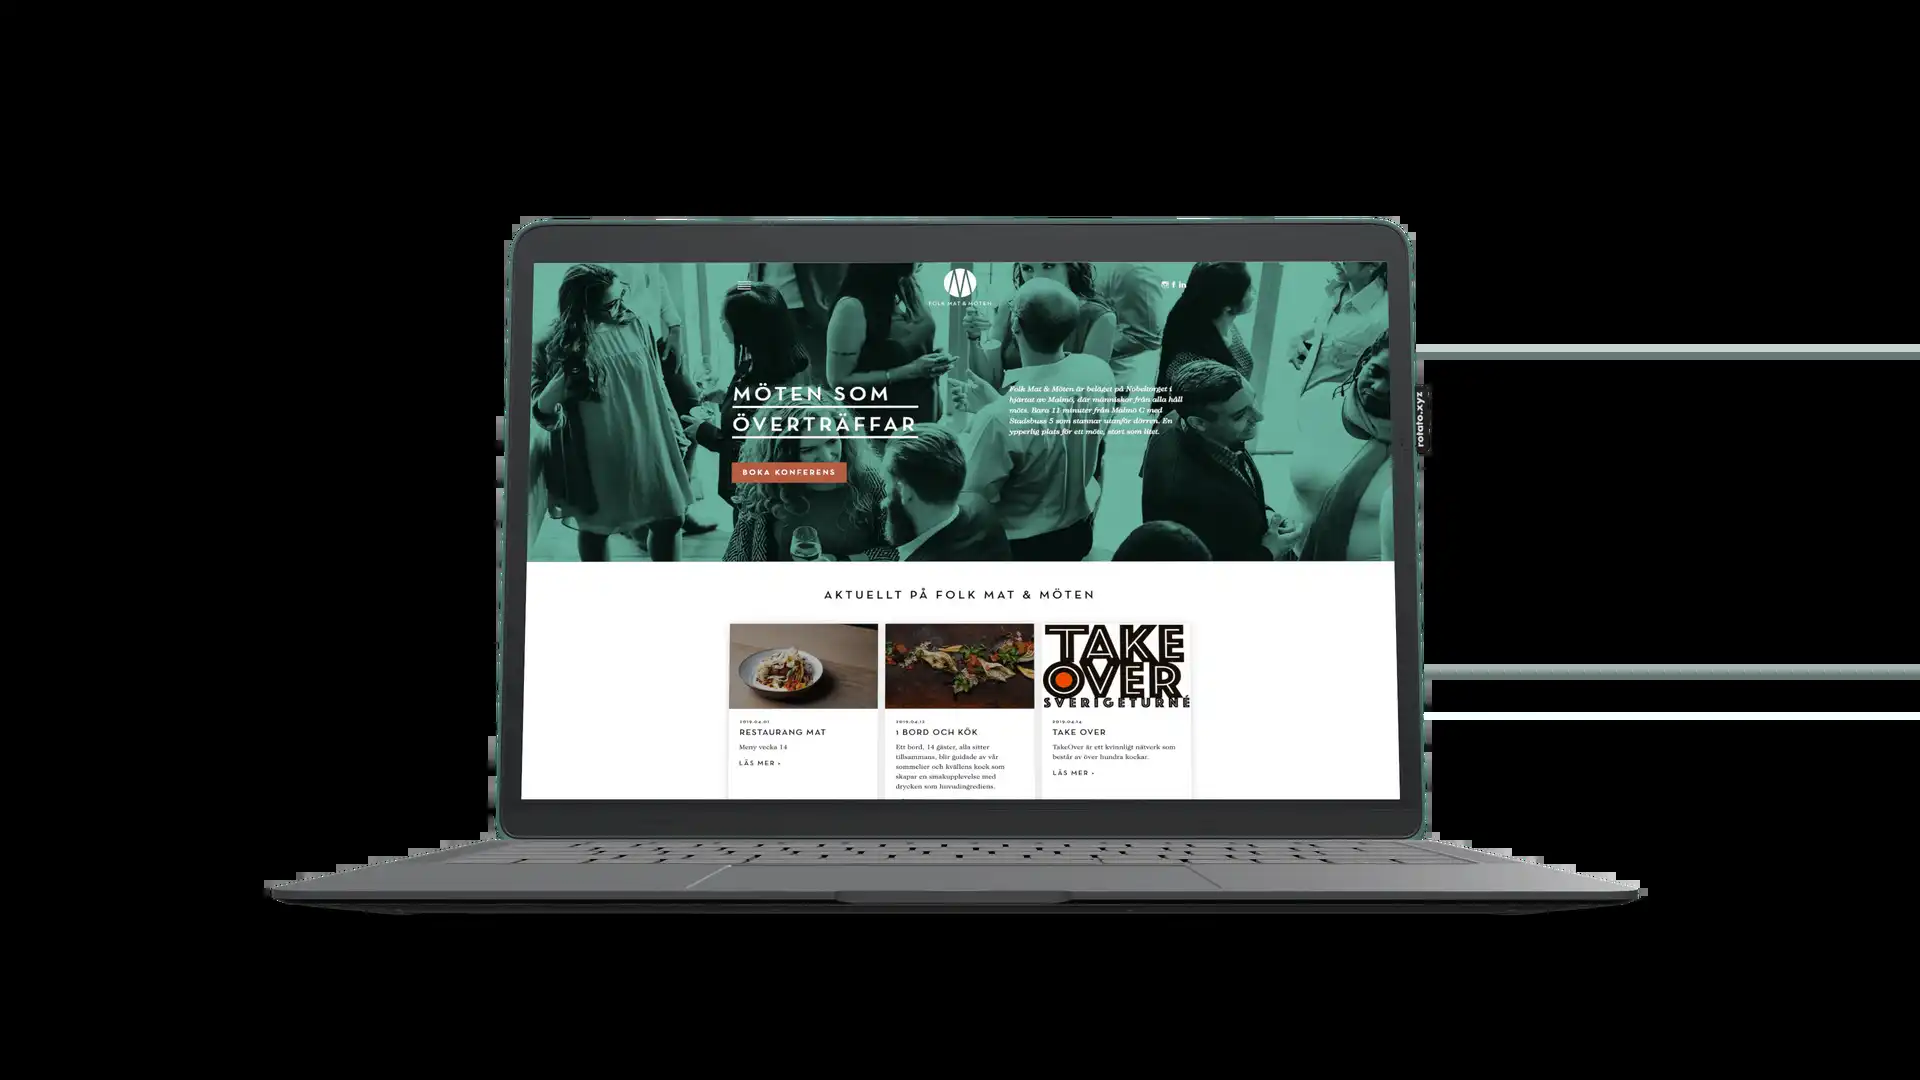 FOLK MAT & MÖTEN
MÖTEN SOM
ÖVERTRÄFFAR
BOKA KONFERENS
Folk Mat & Möten är beläget på Nobeltorget i
hjärtat av Malmö, där människor från alla håll
möts. Bara 11 minuter från Malmö C med
Stadsbuss 5 som stannar utanför dörren. En
ypperlig plats för ett möte, stort som litet.
rotato.xyz
AKTUELLT PÅ FOLK MAT & MÖTEN
2019.04.01
RESTAURANG MAT
Meny vecka 14
LÄS MER
2019.04.12
1 BORD OCH KÖK
Ett bord, 14 gäster, alla sitter
tillsammans, blir guidade av vår
sommelier och kvällens kock som
skapar en smakupplevelse med
drycken som huvudingrediens.
TAKE
OVER
SVERIGETURNÉ
2019.04.14
TAKE OVER
TakeOver är ett kvinnligt nätverk som
består av över hundra kockar.
LÄS MER